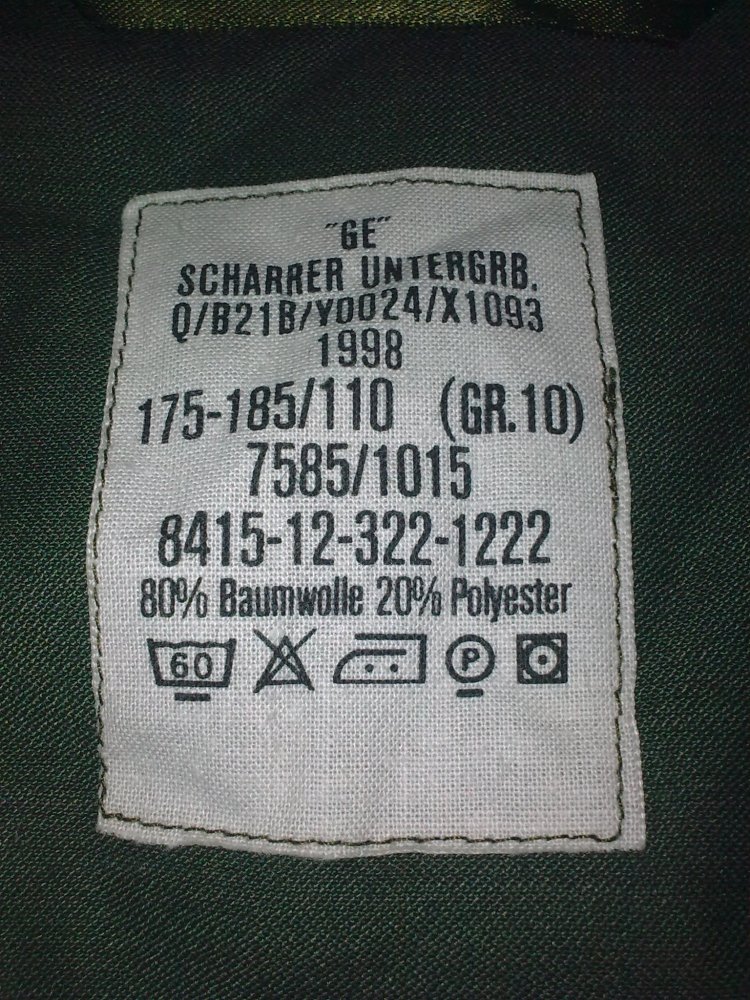 "GE"
SCHARRER UNTERGRB.
Q/B21B/Y0024/X1093
1998
175-185/110 (GR.10)
7585/1015
8415-12-322-1222
80% Baumwolle 20% Polyester
60 P